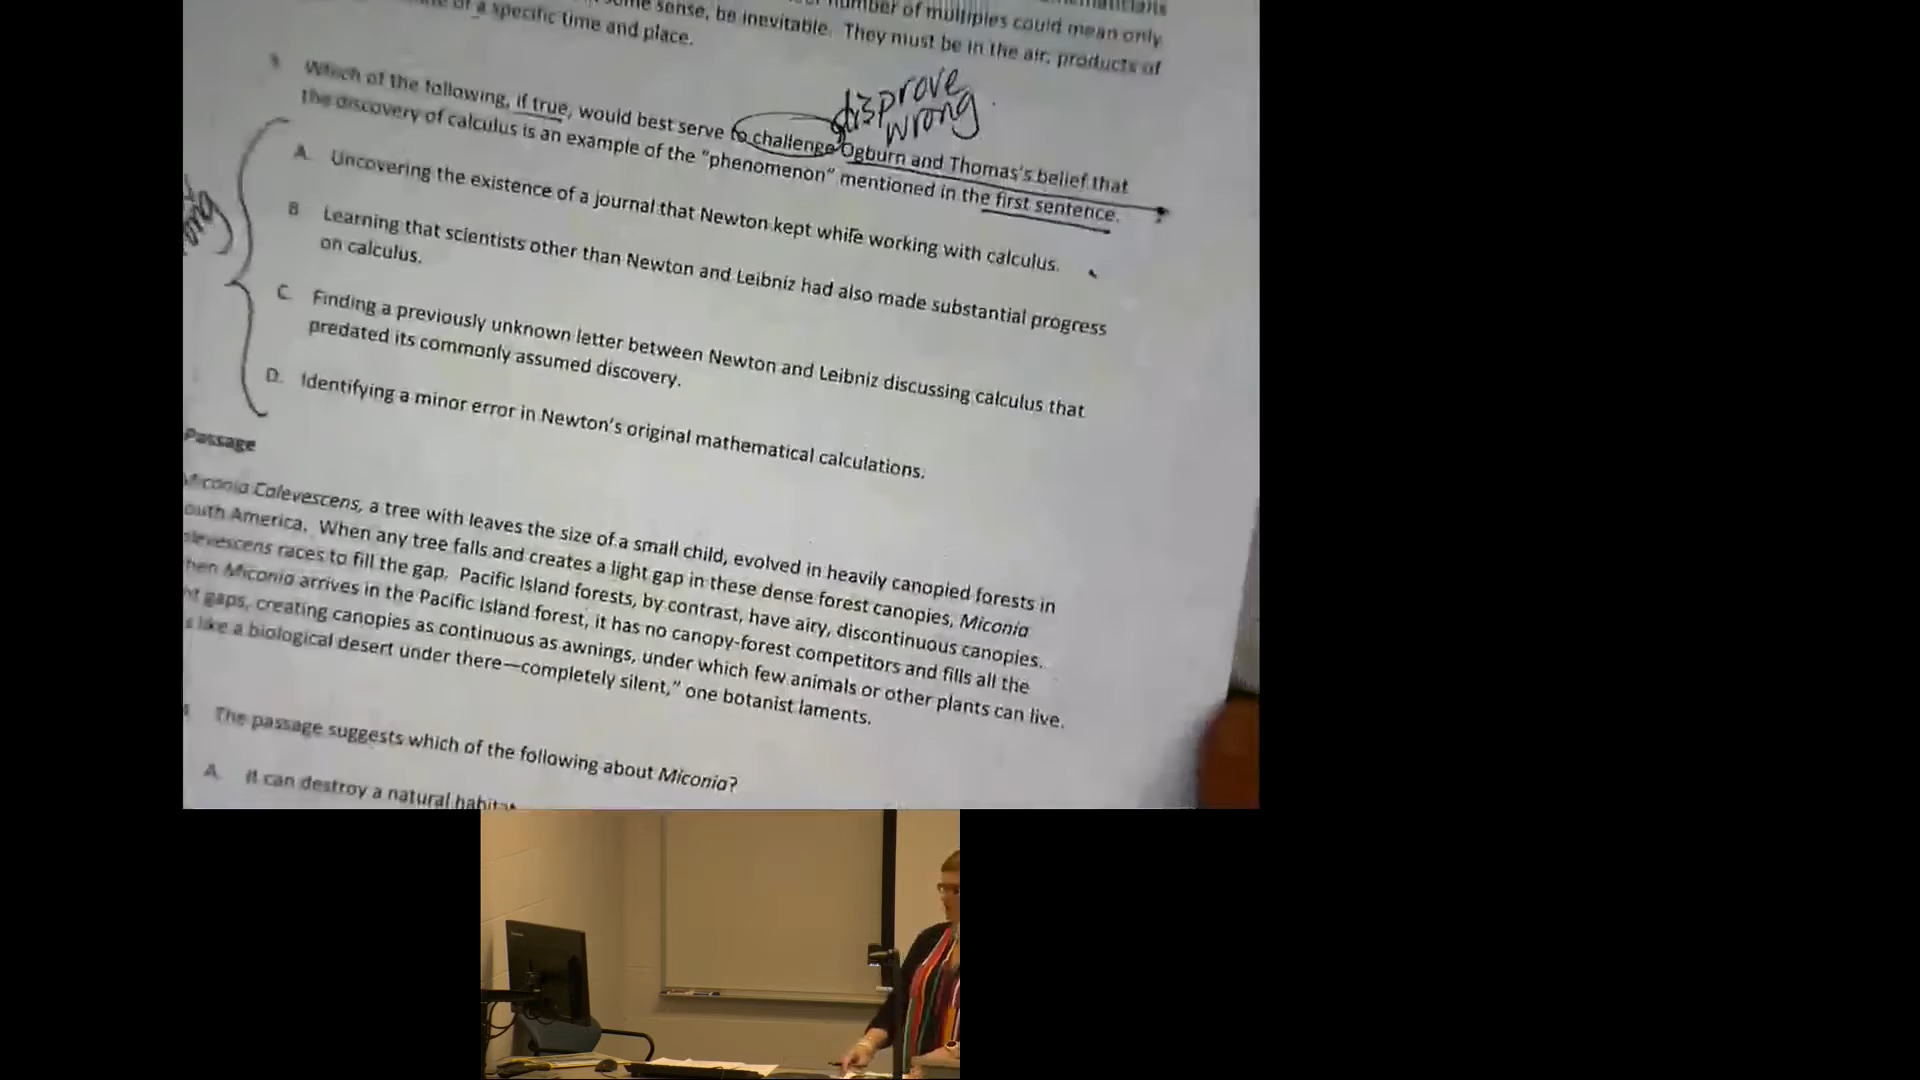 number of multiples could mean only
sense, be inevitable. They must be in the air, products of
of a specific time and place.
disprove
wrong
Which of the following, if true, would best serve to challenge Ogburn and Thomas's belief that
the discovery of calculus is an example of the "phenomenon" mentioned in the first sentence.
A. Uncovering the existence of a journal that Newton kept while working with calculus.
B Learning that scientists other than Newton and Leibniz had also made substantial progress
on calculus.
C. Finding a previously unknown letter between Newton and Leibniz discussing calculus that
predated its commonly assumed discovery.
D. Identifying a minor error in Newton's original mathematical calculations.
Passage
Calevescens, a tree with leaves the size of a small child, evolved in heavily canopied forests in
America. When any tree falls and creates a light gap in these dense forest canopies, Miconia
races to fill the gap. Pacific Island forests, by contrast, have airy, discontinuous canopies.
Miconia arrives in the Pacific Island forest, it has no canopy-forest competitors and fills all the
gaps, creating canopies as continuous as awnings, under which few animals or other plants can live.
like a biological desert under there—completely silent," one botanist laments.
The passage suggests which of the following about Miconia?
A. It can destroy a natural habitat